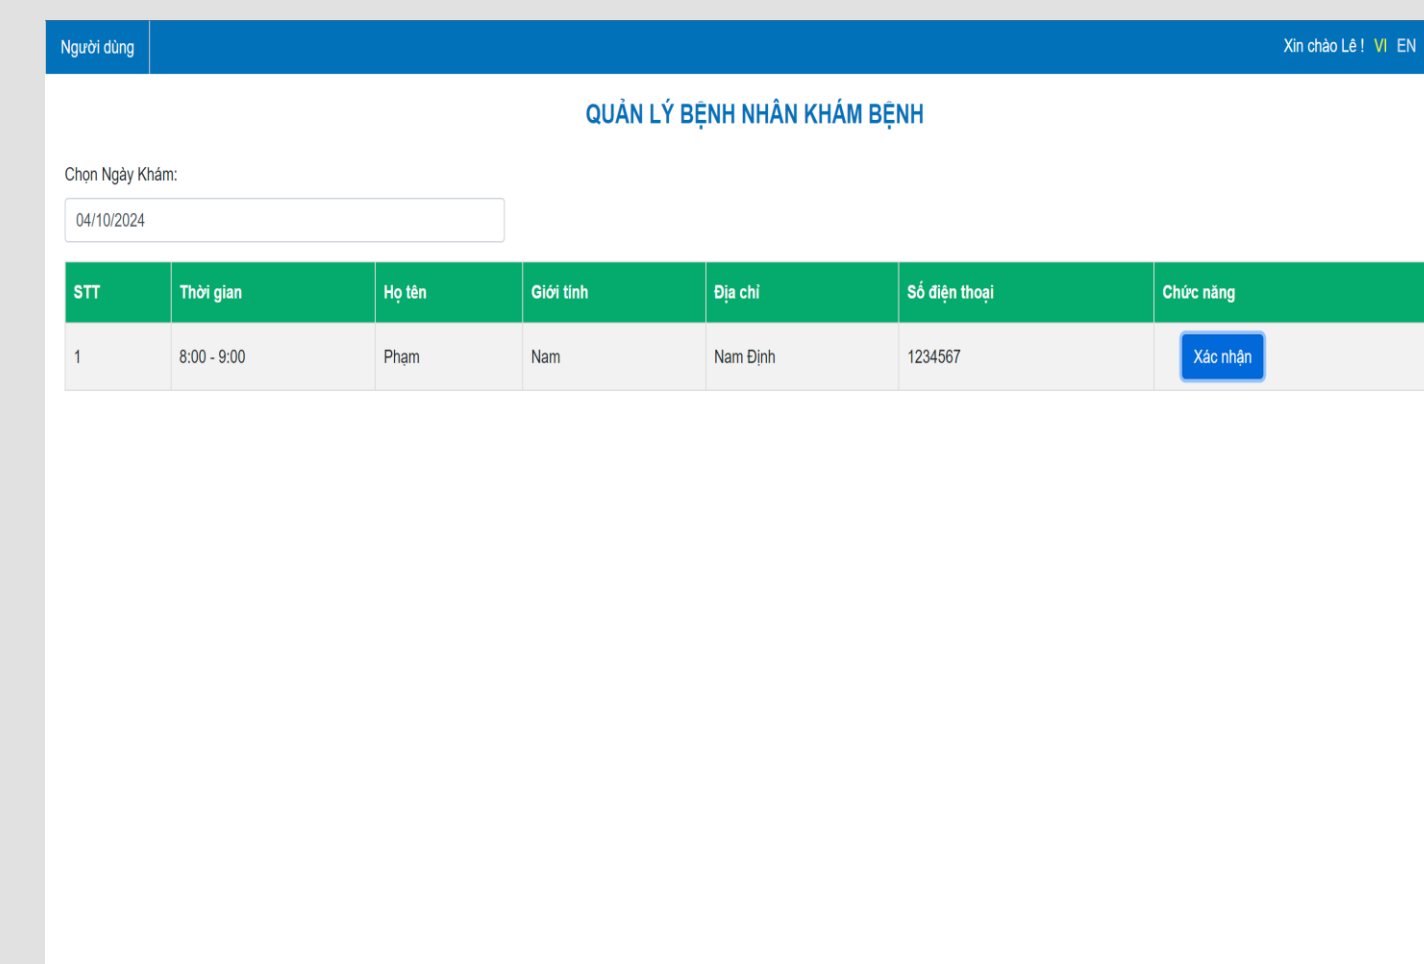 Người dùng
Xin chào Lê ! VI EN
QUẢN LÝ BỆNH NHÂN KHÁM BỆNH
Chọn Ngày Khám:
04/10/2024
STT Thời gian Họ tên Giới tính Địa chỉ Số điện thoại Chức năng
1 8:00 - 9:00 Phạm Nam Nam Định 1234567 Xác nhận